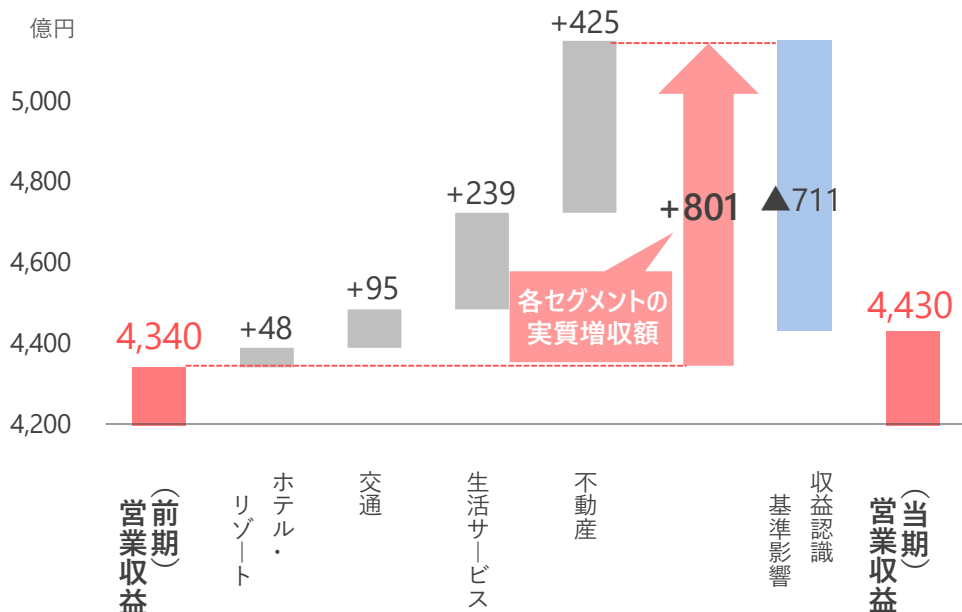 億円
5,000
4,800
4,600
4,400
4,200
4,340
+48
+95
+239
+425
+801
各セグメントの
実質増収額
▲711
4,430
（前期）
営業収益
ホテル・
リゾート
交通
生活サービス
不動産
収益認識
基準影響
（当期）
営業収益